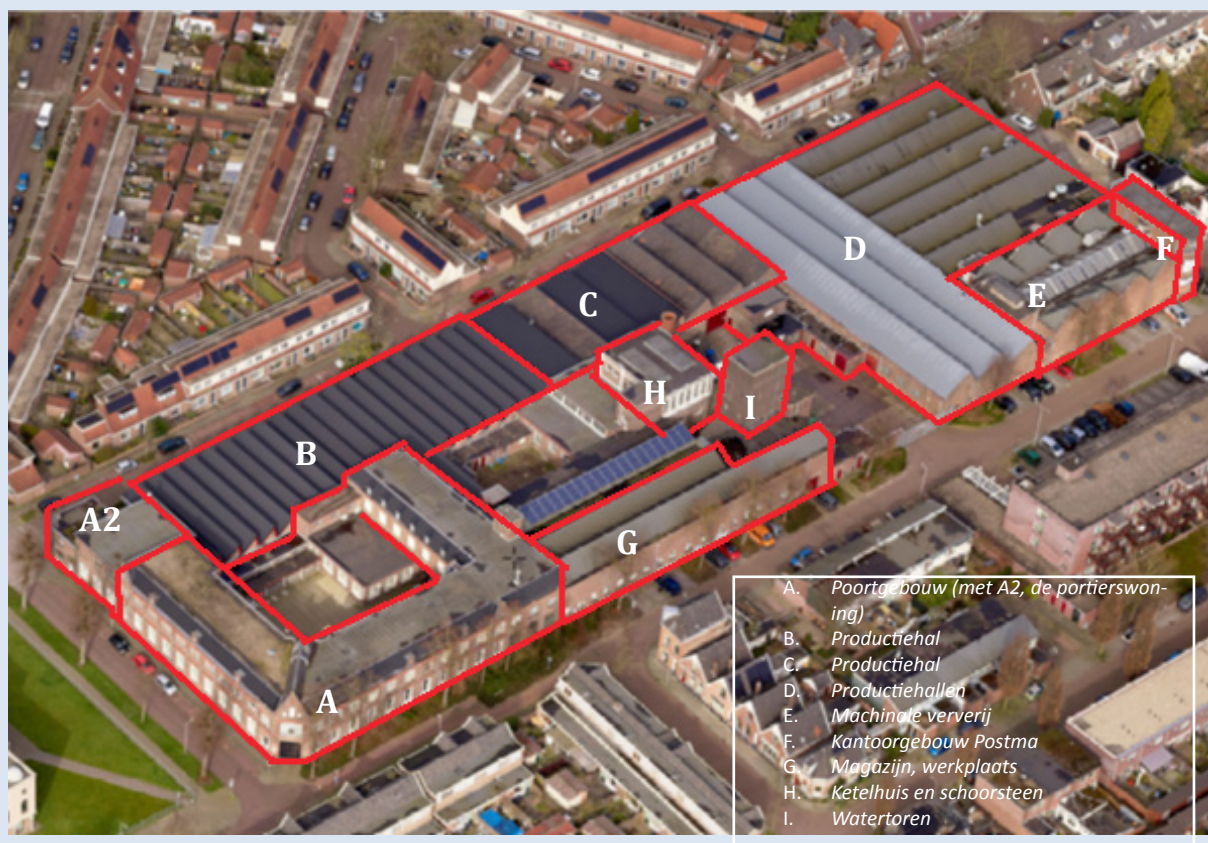 D
F
C
E
H
I
B
A2
G
A
A. Poortgebouw (met A2, de portierswon-
ing)
B. Productiehal
C. Productiehal
D. Productiehallen
E. Machinale ververij
F. Kantoorgebouw Postma
G. Magazijn, werkplaats
H. Ketelhuis en schoorsteen
I. Watertoren